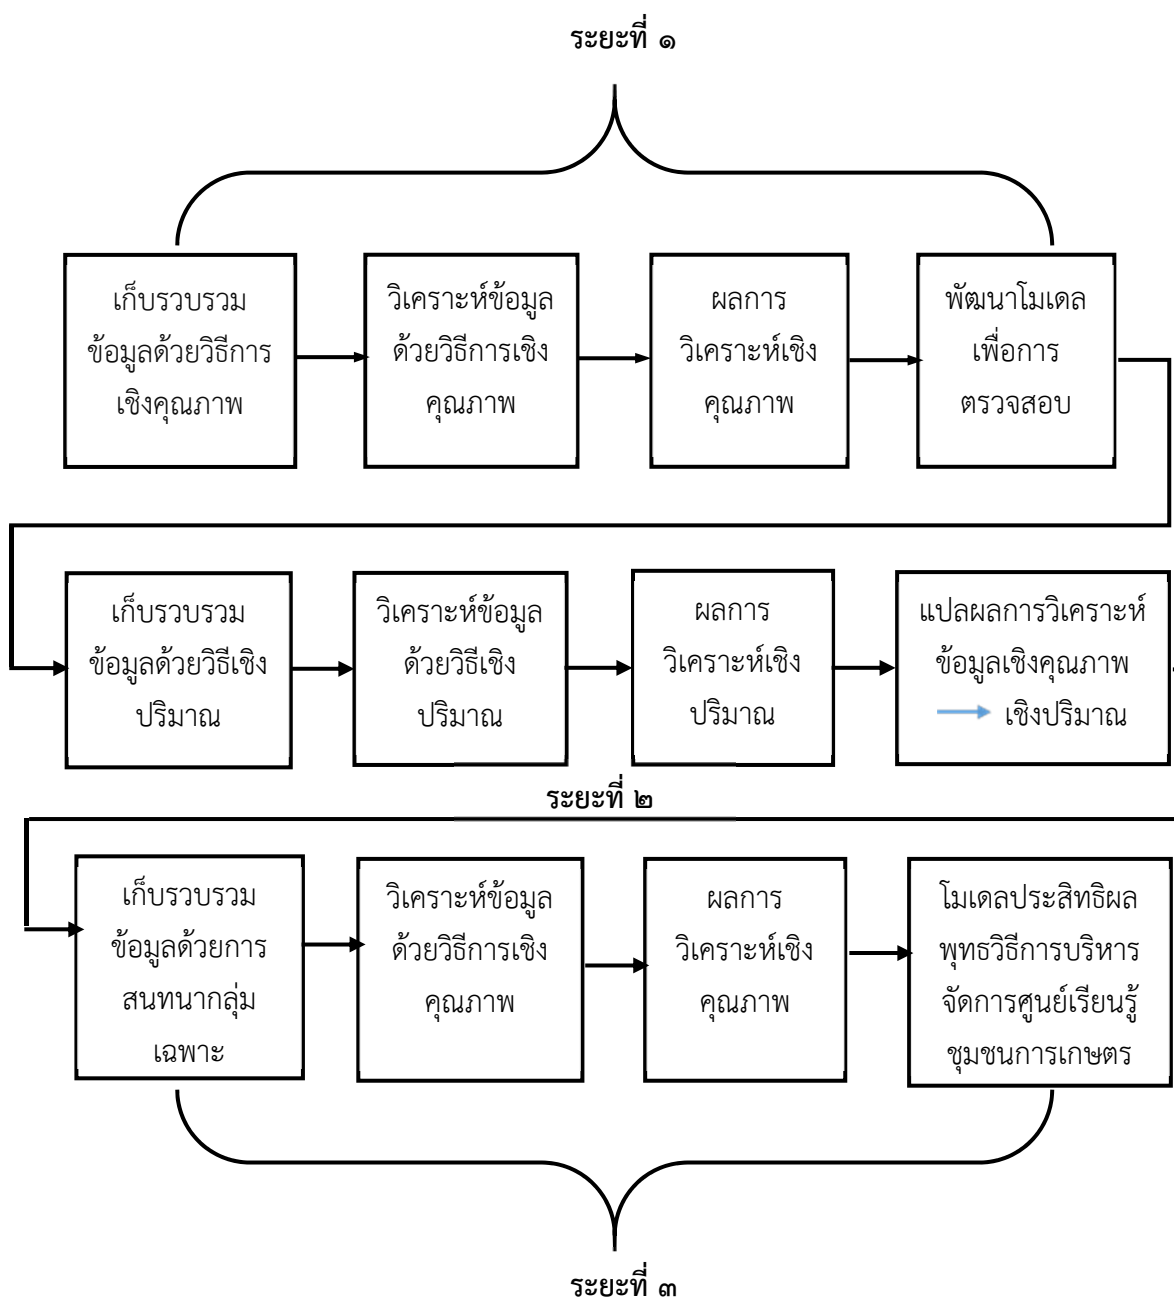 ระยะที่ ๑
เก็บรวบรวม
ข้อมูลด้วยวิธีการ
เชิงคุณภาพ
วิเคราะห์ข้อมูล
ด้วยวิธีการเชิง
คุณภาพ
ผลการ
วิเคราะห์เชิง
คุณภาพ
พัฒนาโมเดล
เพื่อการ
ตรวจสอบ
เก็บรวบรวม
ข้อมูลด้วยวิธีเชิง
ปริมาณ
วิเคราะห์ข้อมูล
ด้วยวิธีเชิง
ปริมาณ
ผลการ
วิเคราะห์เชิง
ปริมาณ
แปลผลการวิเคราะห์
ข้อมูลเชิงคุณภาพ
เชิงปริมาณ
ระยะที่ ๒
เก็บรวบรวม
ข้อมูลด้วยการ
สนทนากลุ่ม
เฉพาะ
วิเคราะห์ข้อมูล
ด้วยวิธีการเชิง
คุณภาพ
ผลการ
วิเคราะห์เชิง
คุณภาพ
โมเดลประสิทธิผล
พุทธวิธีการบริหาร
จัดการศูนย์เรียนรู้
ชุมชนการเกษตร
ระยะที่ ๓